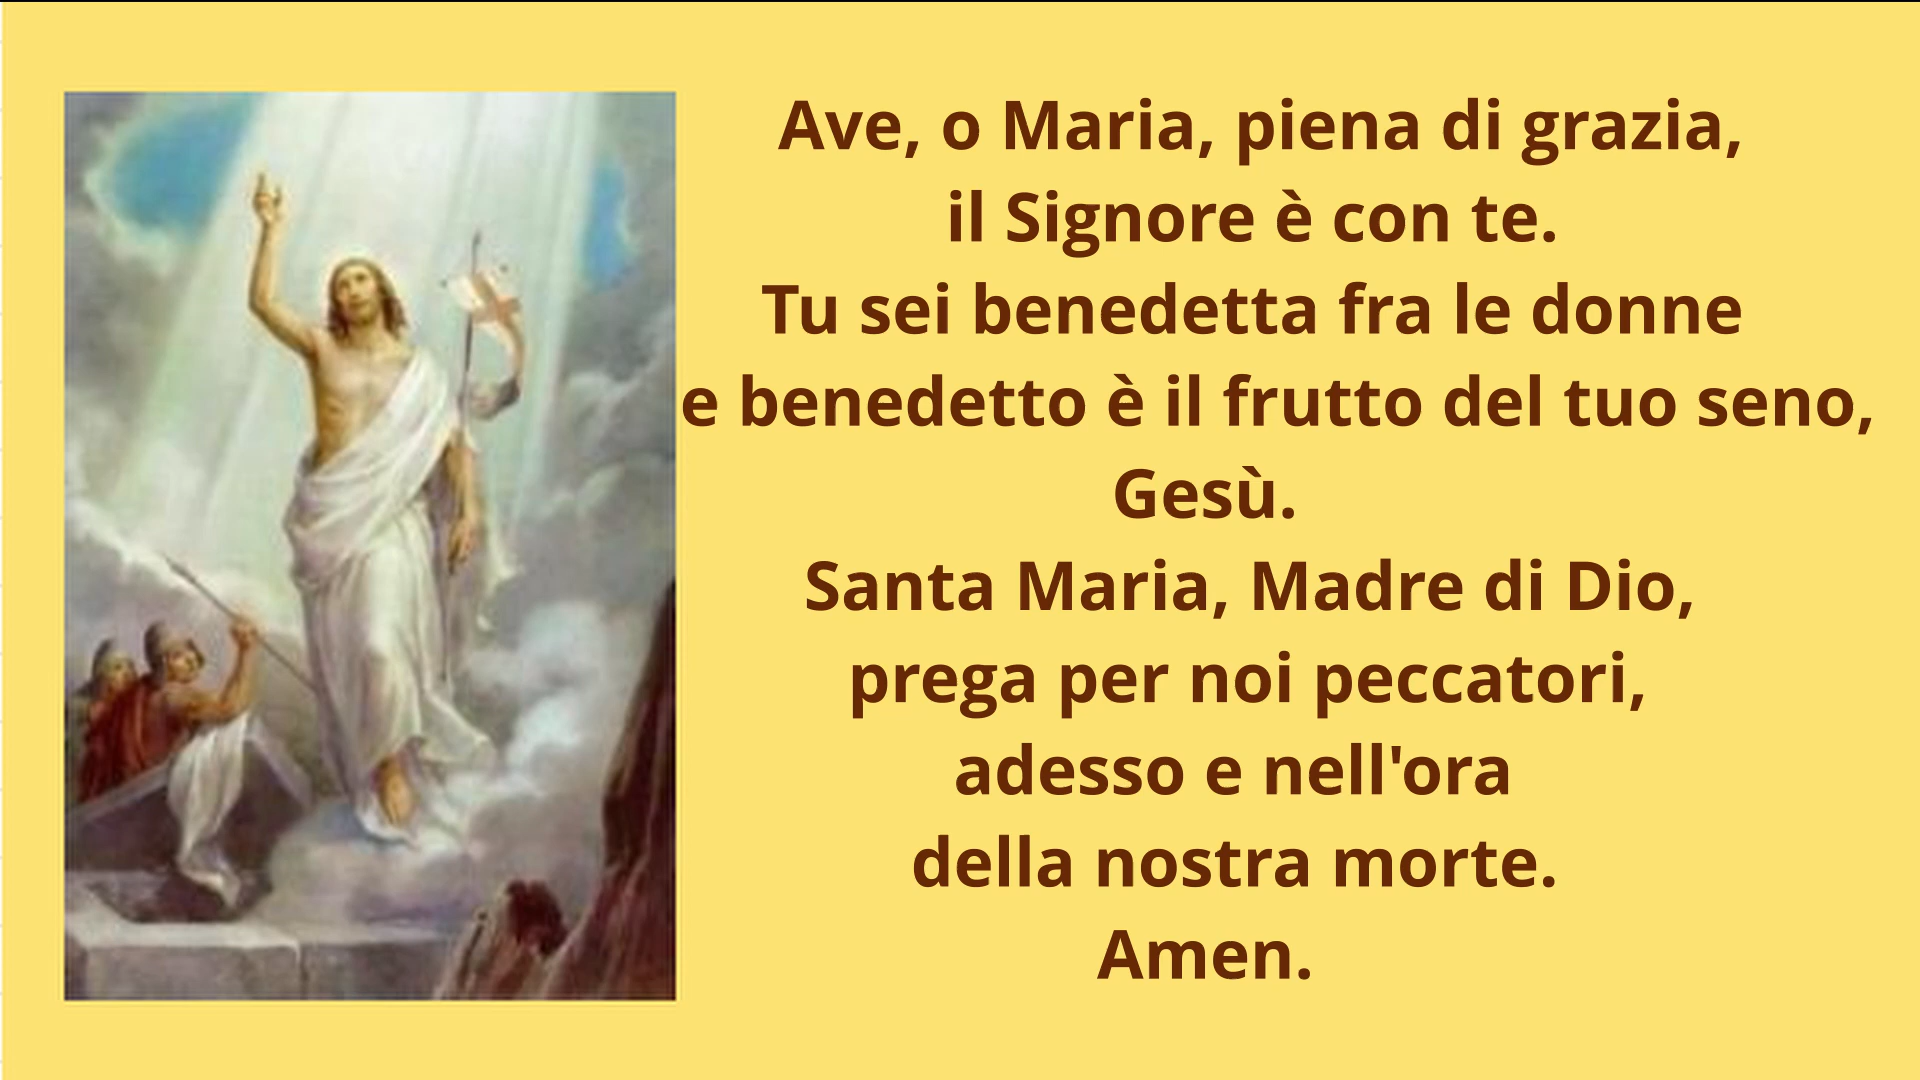 Ave, o Maria, piena di grazia,
il Signore è con te.
Tu sei benedetta fra le donne
e benedetto è il frutto del tuo seno,
Gesù.
Santa Maria, Madre di Dio,
prega per noi peccatori,
adesso e nell'ora
della nostra morte.
Amen.